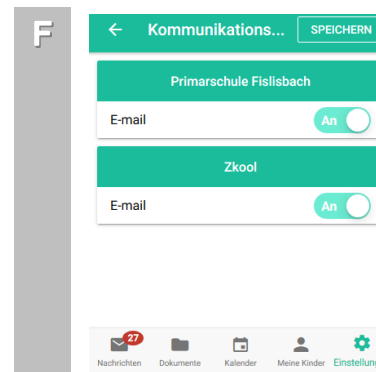 F
Kommunikations... SPEICHERN
Primarschule Fislisbach
E-mail An
Zkool
E-mail An
27
Nachrichten Dokumente Kalender Meine Kinder Einstellung